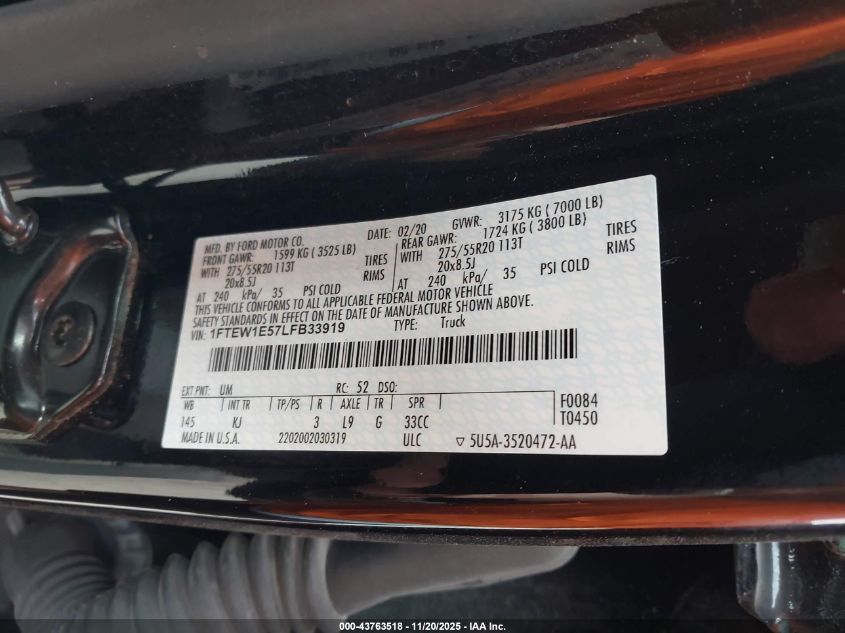 MFD. BY FORD MOTOR CO.
DATE: 02/20 GVWR: 3175 KG ( 7000 LB)
FRONT GAWR: 1599 KG ( 3525 LB)
WITH 275/55R20 113T TIRES
20x8.5J RIMS
AT 240 kPa/ 35 PSI COLD
REAR GAWR: 1724 KG ( 3800 LB)
WITH 275/55R20 113T TIRES
20x8.5J RIMS
AT 240 kPa/ 35 PSI COLD
THIS VEHICLE CONFORMS TO ALL APPLICABLE FEDERAL MOTOR VEHICLE
SAFETY STANDARDS IN EFFECT ON THE DATE OF MANUFACTURE SHOWN ABOVE.
VIN: 1FTEW1E57LFB33919 TYPE: Truck
EXT PNT: UM RC: 52 DSO:
WB INT TR TP/PS R AXLE TR SPR F0084
145 KJ 3 L9 G 33CC T0450
MADE IN U.S.A. 2202002030319 ULC ▽ 5U5A-3520472-AA
000-43763518 - 11/20/2025 - IAA Inc.